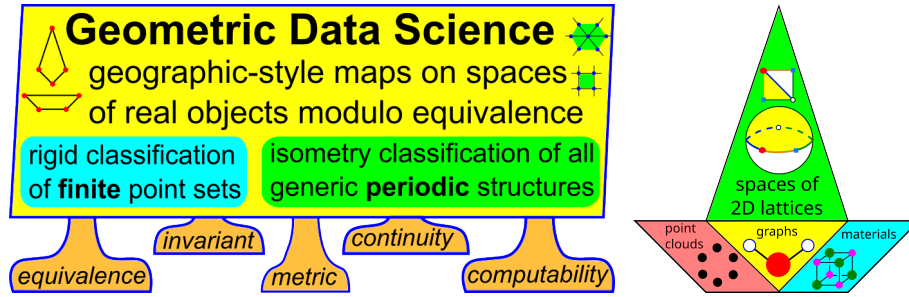 Geometric Data Science
geographic-style maps on spaces
of real objects modulo equivalence
rigid classification
of finite point sets
isometry classification of all
generic periodic structures
equivalence
invariant
metric
continuity
computability
spaces of
2D lattices
point
clouds
graphs
materials